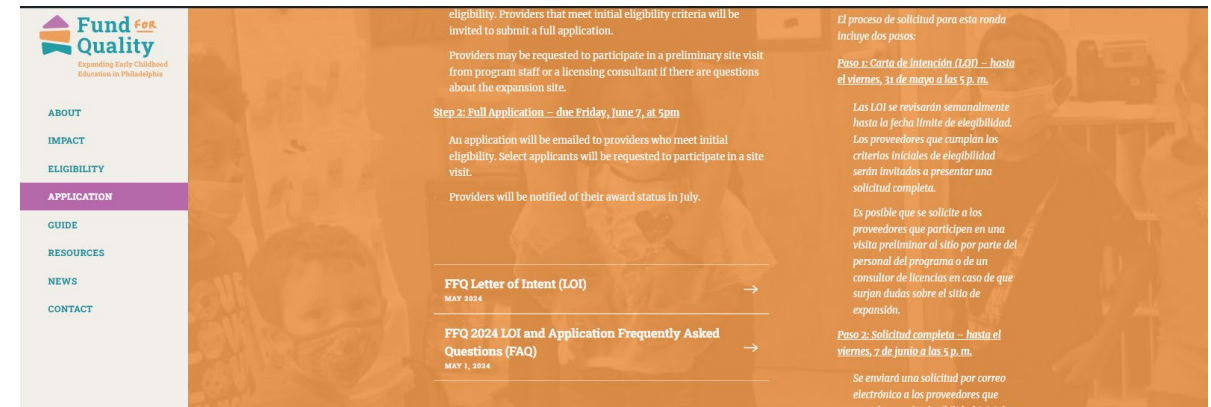 Fund FOR
Quality
Expanding Early Childhood
Education in Philadelphia
ABOUT
IMPACT
ELIGIBILITY
APPLICATION
GUIDE
RESOURCES
NEWS
CONTACT
eligibility. Providers that meet initial eligibility criteria will be
invited to submit a full application.
Providers may be requested to participate in a preliminary site visit
from program staff or a licensing consultant if there are questions
about the expansion site.
Step 2: Full Application – due Friday, June 7, at 5pm
An application will be emailed to providers who meet initial
eligibility. Select applicants will be requested to participate in a site
visit.
Providers will be notified of their award status in July.
FFQ Letter of Intent (LOI)
MAY 2024
FFQ 2024 LOI and Application Frequently Asked
Questions (FAQ)
MAY 1, 2024
El proceso de solicitud para esta ronda
incluye dos pasos:
Paso 1: Carta de intención (LOI) – hasta
el viernes, 31 de mayo a las 5 p. m.
Las LOI se revisarán semanalmente
hasta la fecha límite de elegibilidad.
Los proveedores que cumplan los
criterios iniciales de elegibilidad
serán invitados a presentar una
solicitud completa.
Es posible que se solicite a los
proveedores que participen en una
visita preliminar al sitio por parte del
personal del programa o de un
consultor de licencias en caso de que
surjan dudas sobre el sitio de
expansión.
Paso 2: Solicitud completa – hasta el
viernes, 7 de junio a las 5 p. m.
Se enviará una solicitud por correo
electrónico a los proveedores que